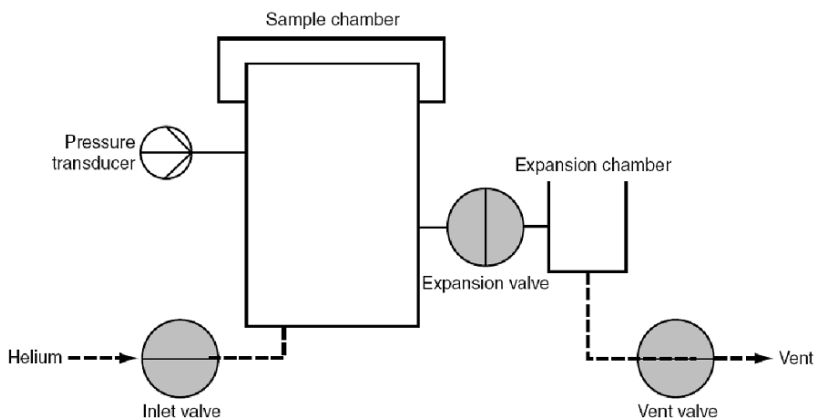 Sample chamber
Pressure
transducer
Expansion chamber
Expansion valve
Helium
Vent
Inlet valve
Vent valve